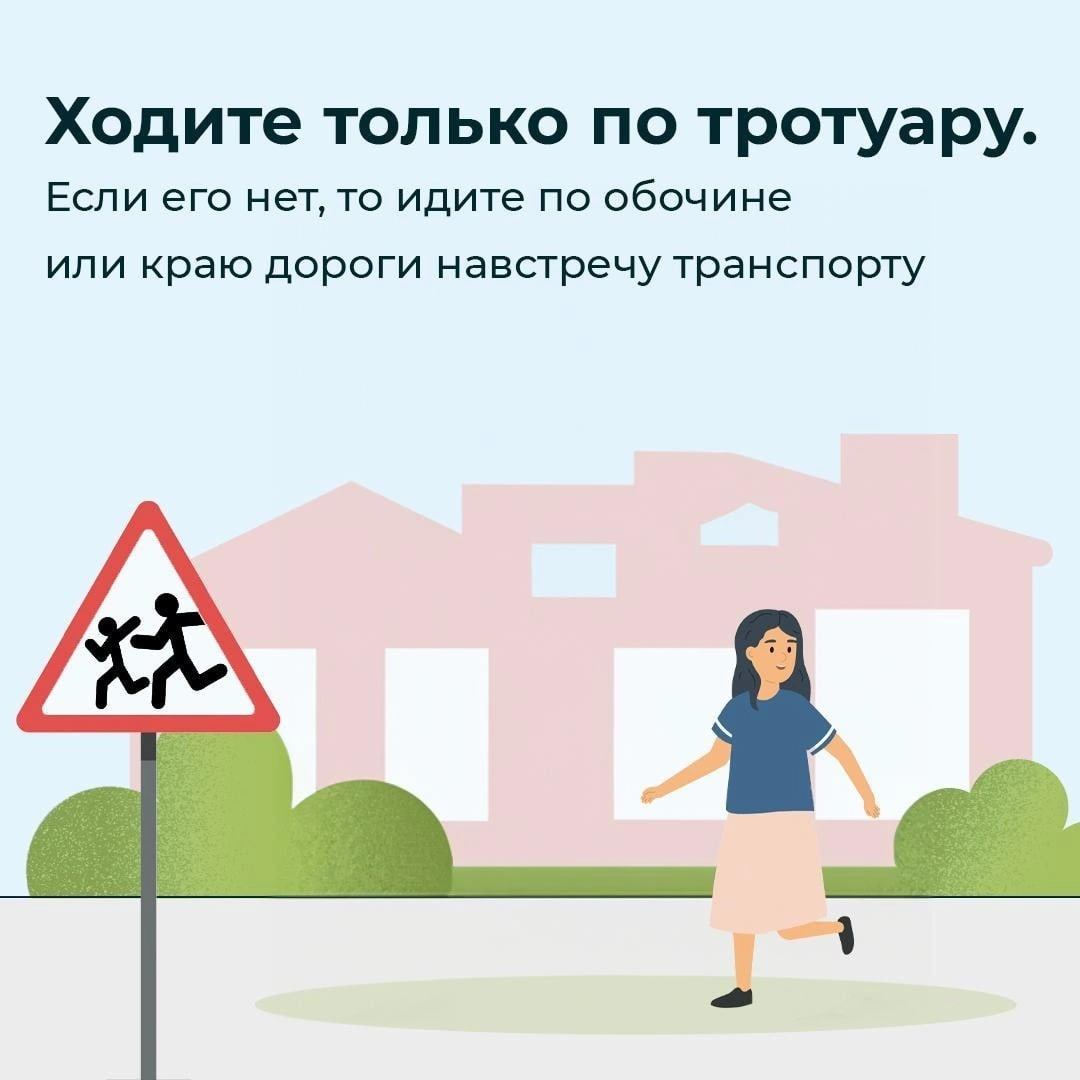 Ходите только по тротуару.
Если его нет, то идите по обочине
или краю дороги навстречу транспорту